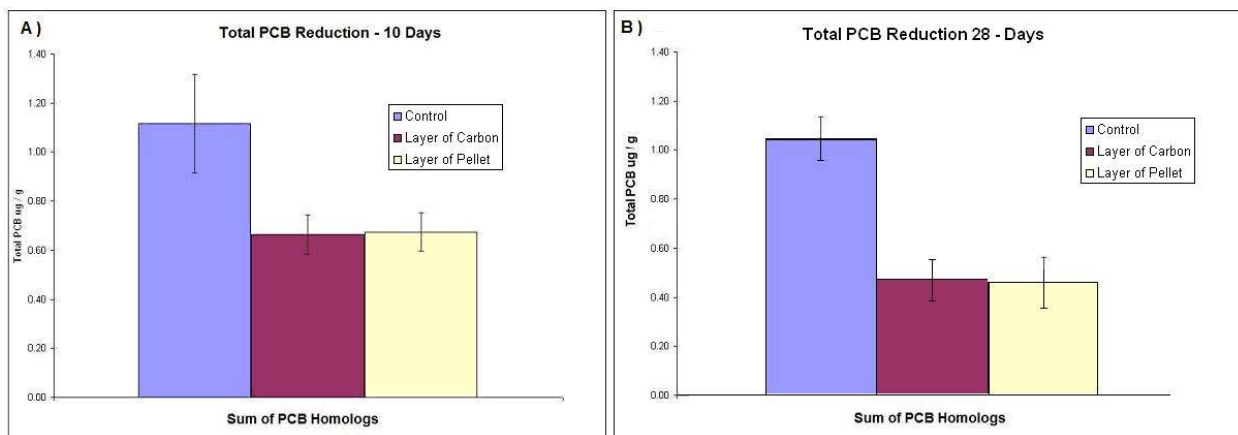 A )
Total PCB Reduction - 10 Days
1.40
1.20
1.00
0.80
0.60
0.40
0.20
0.00
Total PCB ug / g
Control
Layer of Carbon
Layer of Pellet
Sum of PCB Homologs
B )
Total PCB Reduction 28 - Days
1.40
1.20
1.00
0.80
0.60
0.40
0.20
0.00
Total PCB ug / g
Control
Layer of Carbon
Layer of Pellet
Sum of PCB Homologs